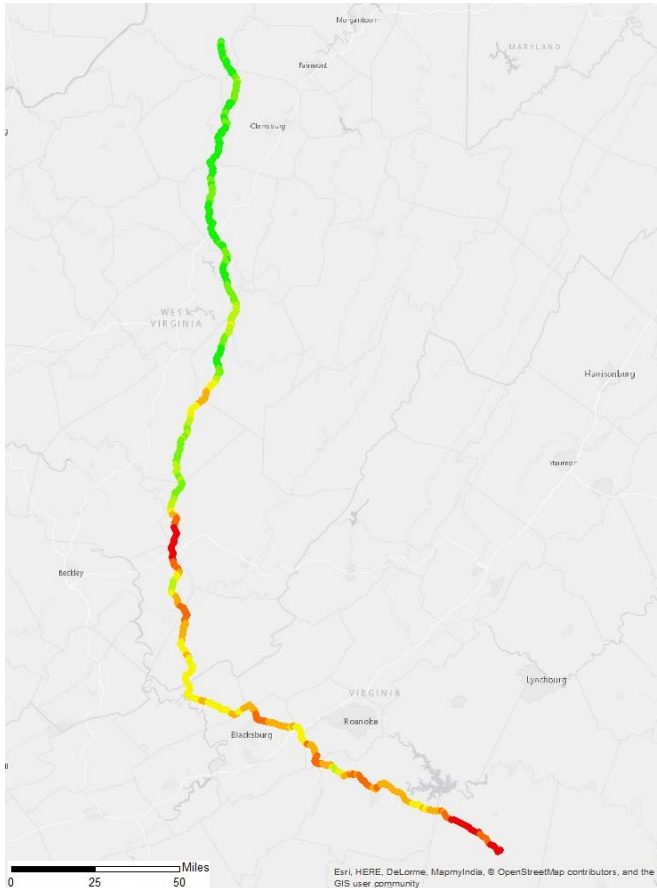 Morgantown
MARYLAND
Fairmont
Clarksburg
WEST
VIRGINIA
Harrisonburg
Staunton
Beckley
Lynchburg
VIRGINIA
Roanoke
Blacksburg
Miles
0 25 50
Esri, HERE, DeLorme, MapmyIndia, © OpenStreetMap contributors, and the
GIS user community